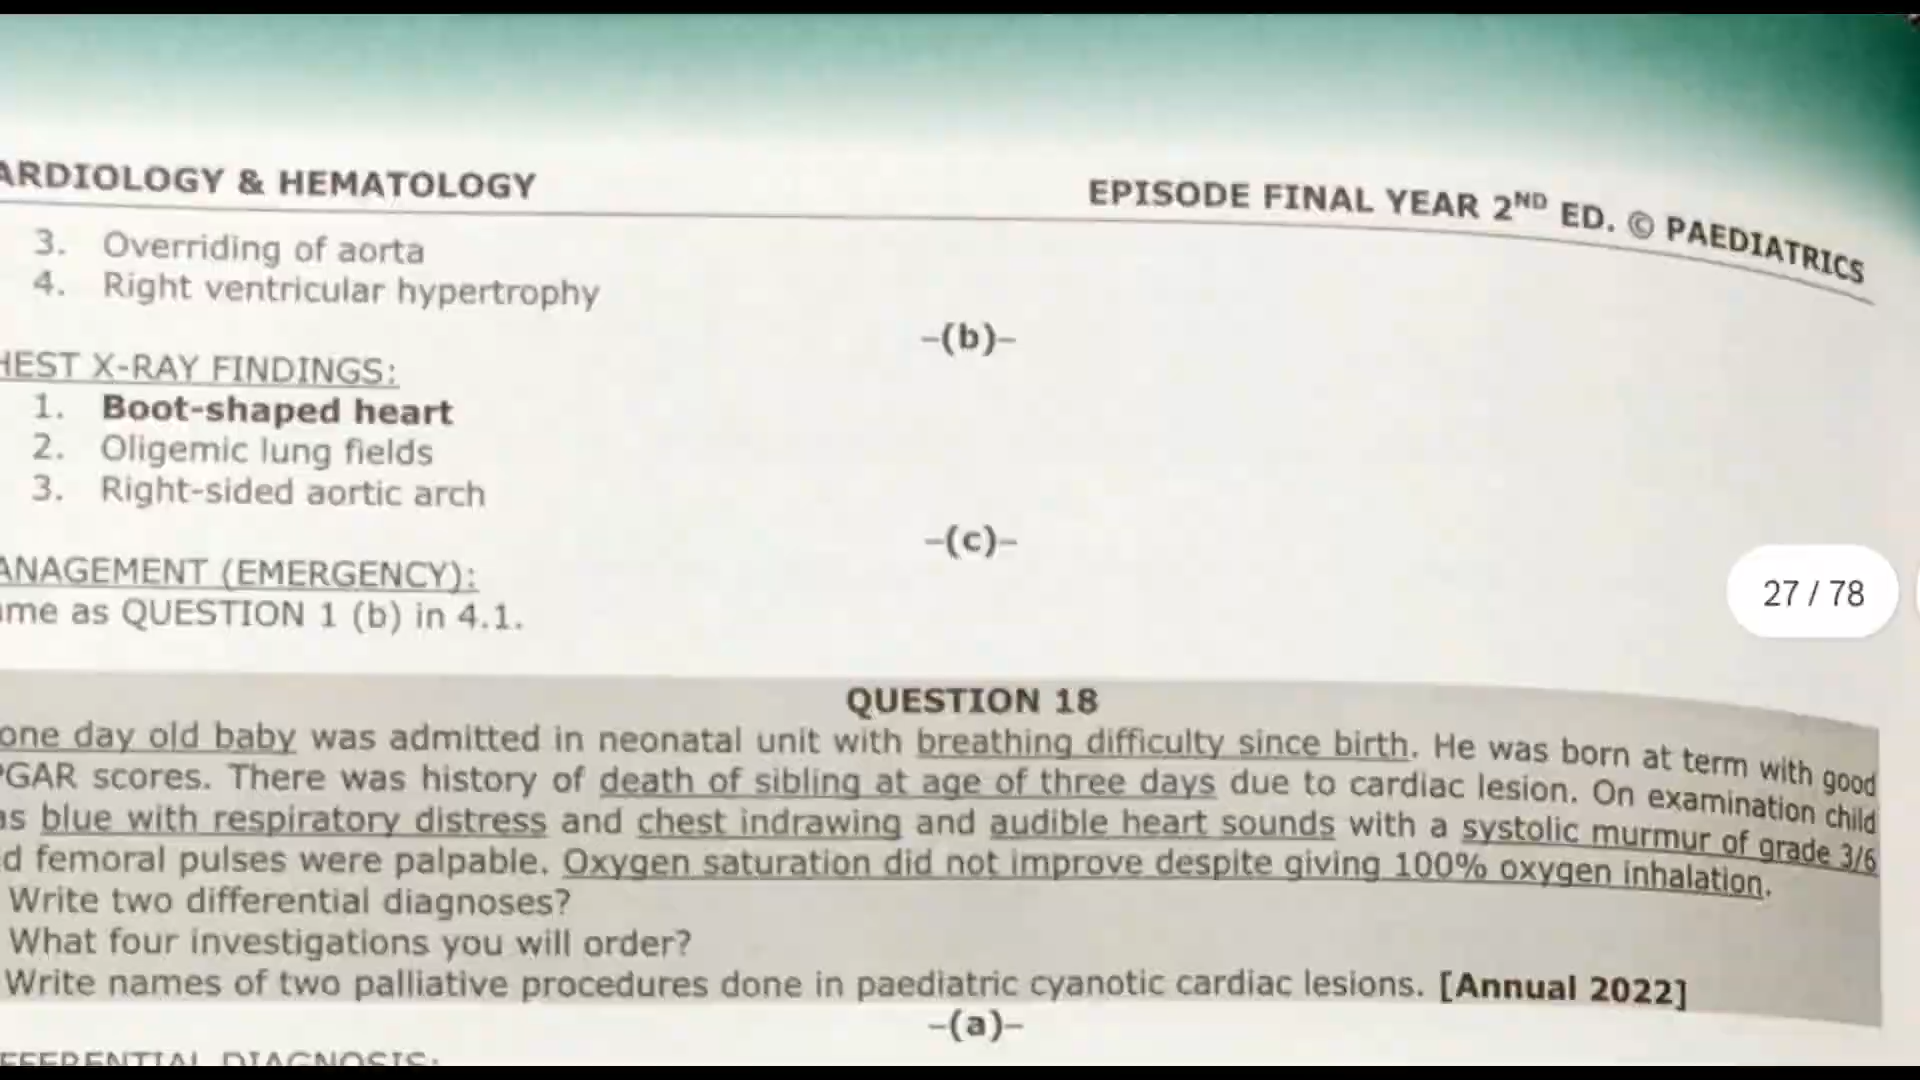 ARDIOLOGY & HEMATOLOGY
EPISODE FINAL YEAR 2ND ED. © PAEDIATRICS
3. Overriding of aorta
4. Right ventricular hypertrophy
-(b)-
HEST X-RAY FINDINGS:
1. Boot-shaped heart
2. Oligemic lung fields
3. Right-sided aortic arch
-(c)-
ANAGEMENT (EMERGENCY):
me as QUESTION 1 (b) in 4.1.
27 / 78
QUESTION 18
one day old baby was admitted in neonatal unit with breathing difficulty since birth. He was born at term with good
GAR scores. There was history of death of sibling at age of three days due to cardiac lesion. On examination child
as blue with respiratory distress and chest indrawing and audible heart sounds with a systolic murmur of grade 3/6
d femoral pulses were palpable. Oxygen saturation did not improve despite giving 100% oxygen inhalation.
Write two differential diagnoses?
What four investigations you will order?
Write names of two palliative procedures done in paediatric cyanotic cardiac lesions. [Annual 2022]
-(a)-
DIAGNOSIS: